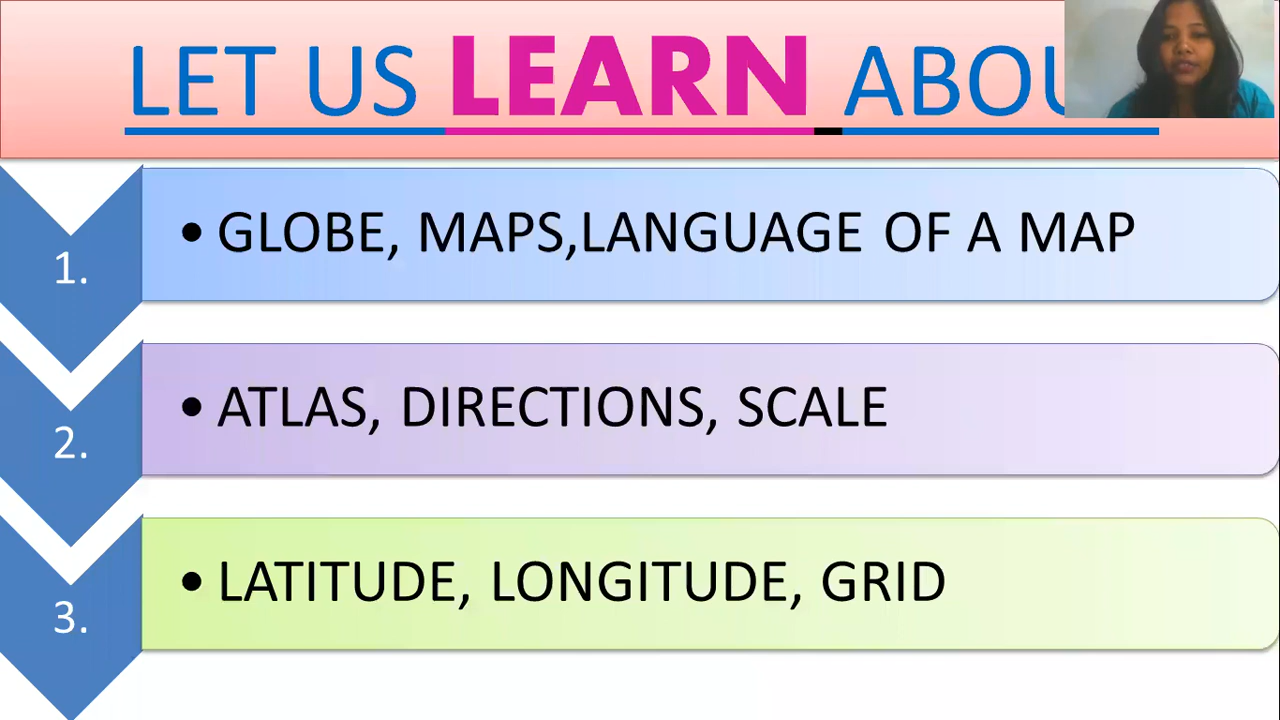 LET US LEARN ABOU
1.
• GLOBE, MAPS,LANGUAGE OF A MAP
2.
• ATLAS, DIRECTIONS, SCALE
3.
• LATITUDE, LONGITUDE, GRID